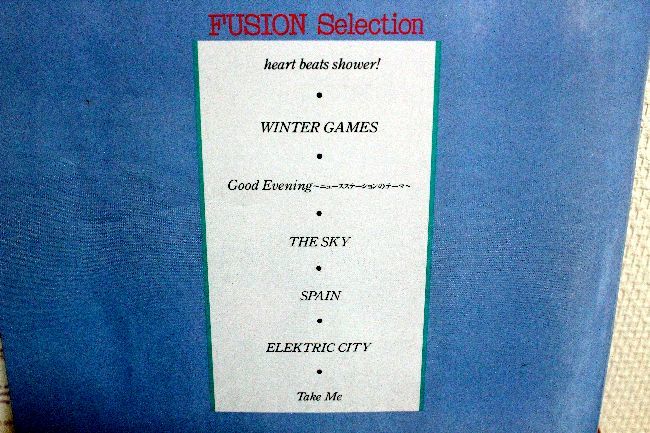 FUSION Selection
heart beats shower!
WINTER GAMES
Good Evening～ニュースステーションのテーマ～
THE SKY
SPAIN
ELEKTRIC CITY
Take Me